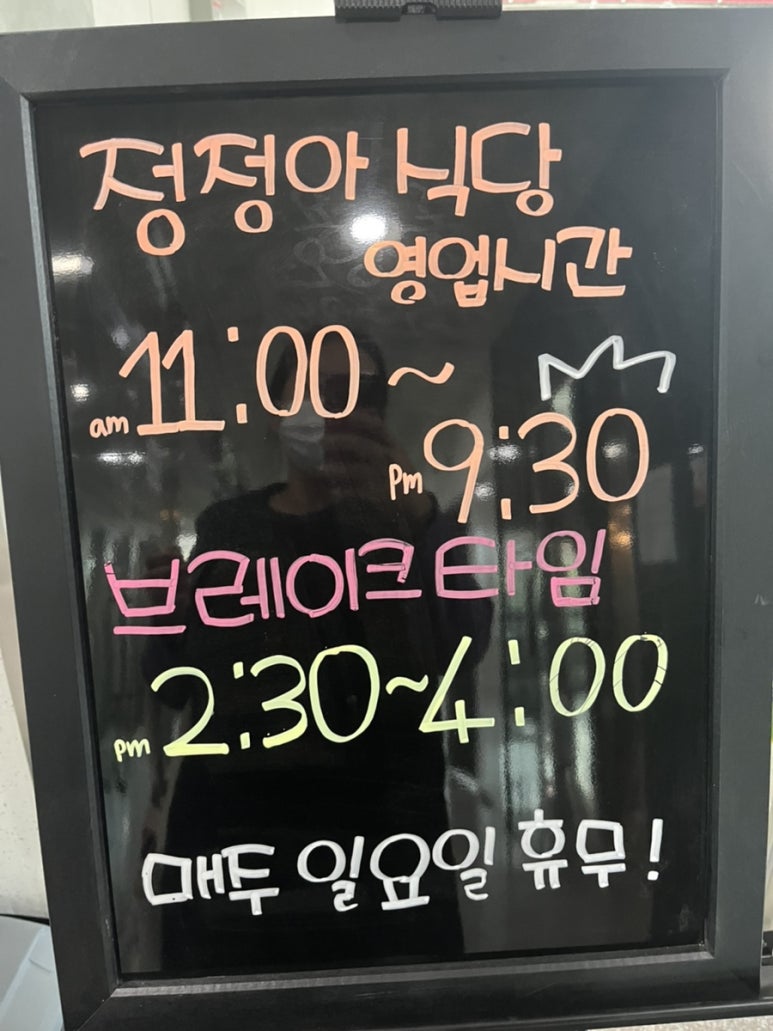 정정아 식당
영업시간
am 11:00 ~
pm 9:30
브레이크 타임
pm 2:30~4:00
매주 일요일 휴무!